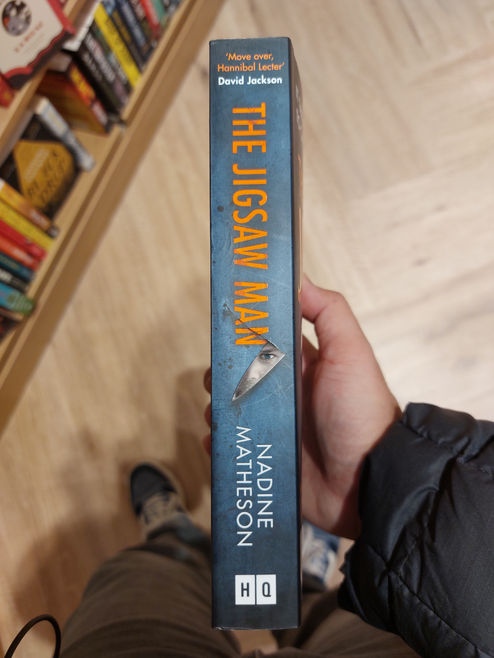 'Move over,
Hannibal Lecter'
David Jackson
THE JIGSAW MAN
NADINE
MATHESON
HQ